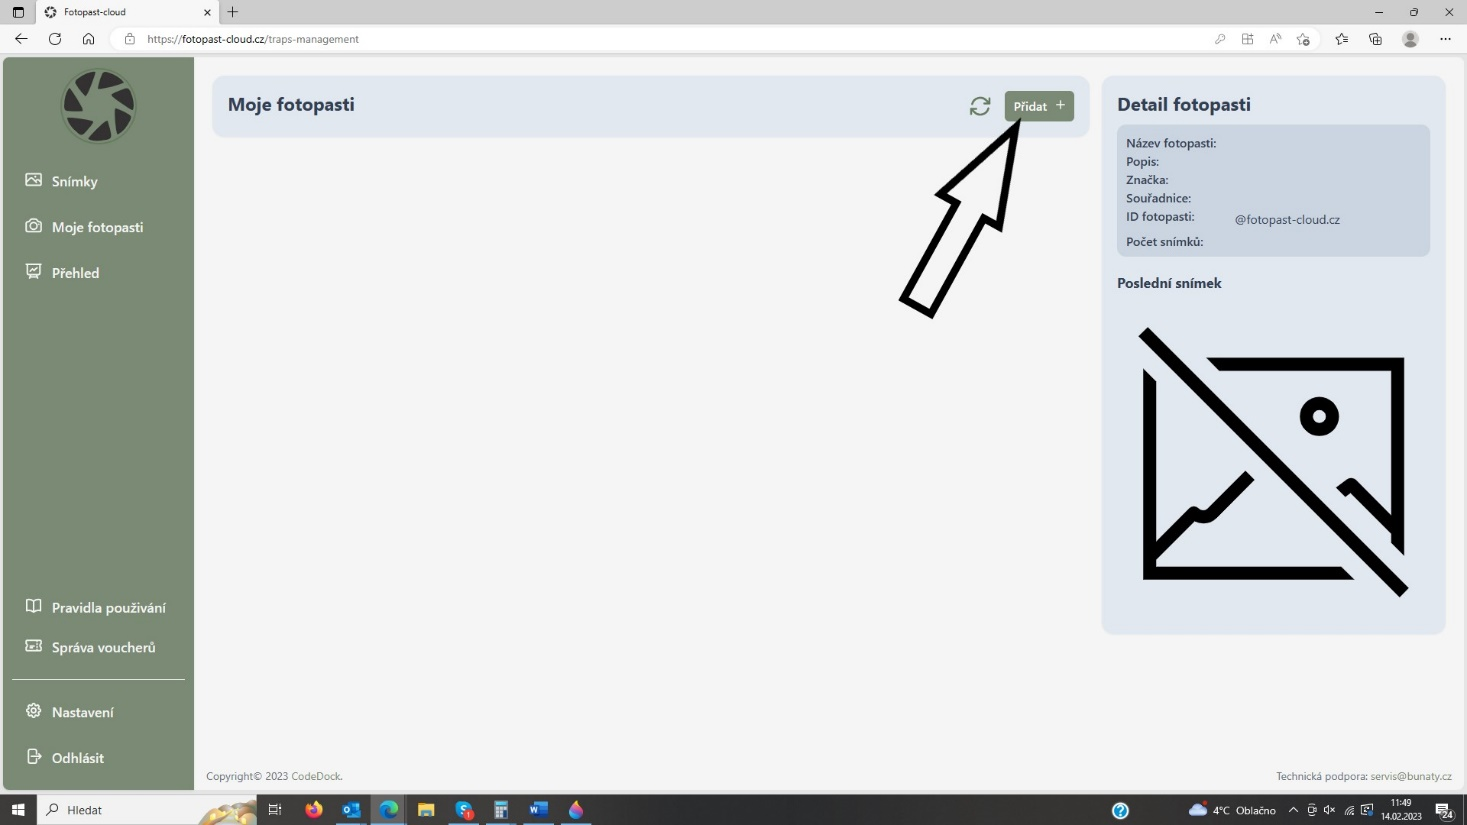 Fotopast-cloud
https://fotopast-cloud.cz/traps-management
Snímky
Moje fotopasti
Přehled
Pravidla použivání
Správa voucherů
Nastavení
Odhlásit
Moje fotopasti
Přidat +
Detail fotopasti
Název fotopasti:
Popis:
Značka:
Souřadnice:
ID fotopasti: @fotopast-cloud.cz
Počet snímků:
Poslední snímek
Copyright© 2023 CodeDock.
Technická podpora: servis@bunaty.cz
Hledat
4°C Oblačno
11:49
14.02.2023
24